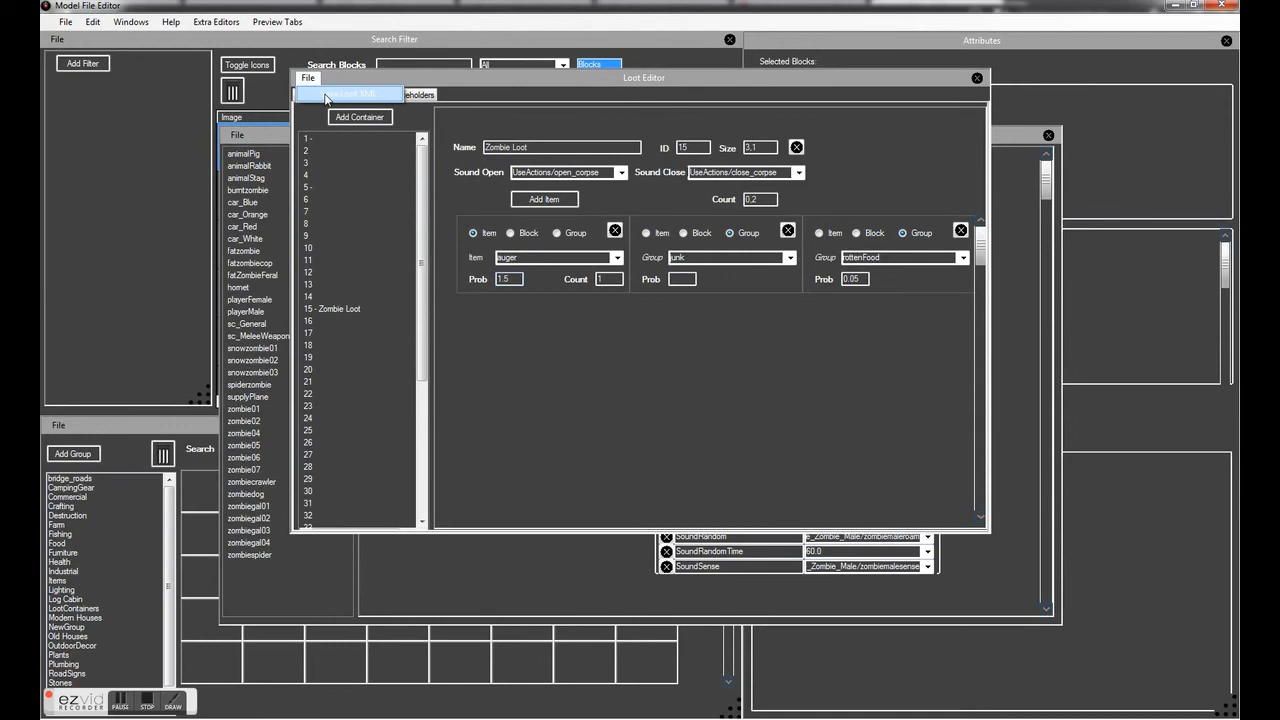 Model File Editor
File Edit Windows Help Extra Editors Preview Tabs
File Search Filter
Attributes
Add Filter
Toggle Icons
Search Blocks
All
Blocks
Selected Blocks:
Image
File Loot Editor
eholders
Add Container
1 -
2
3
4
5 -
6
7
8
9
10
11
12
13
14
15 - Zombie Loot
16
17
18
19
20
21
22
23
24
25
26
27
28
29
30
31
32
Name Zombie Loot ID 15 Size 3,1
Sound Open UseActions/open_corpse Sound Close UseActions/close_corpse
Add Item Count 0,2
Item Block Group
Item auger
Prob 1.5 Count 1
Item Block Group
Group junk
Prob
Item Block Group
Group rottenFood
Prob 0.05
File
animalPig
animalRabbit
animalStag
burntzombie
car_Blue
car_Orange
car_Red
car_White
fatzombie
fatzombiecop
fatZombieFeral
hornet
playerFemale
playerMale
sc_General
sc_MeleeWeapon
snowzombie01
snowzombie02
snowzombie03
spiderzombie
supplyPlane
zombie01
zombie02
zombie04
zombie05
zombie06
zombie07
zombiecrawler
zombiedog
zombiegal01
zombiegal02
zombiegal03
zombiegal04
zombiespider
SoundRandom e_Zombie_Male/zombiemaleroam
SoundRandomTime 60.0
SoundSense _Zombie_Male/zombiemalesense
File
Add Group
Search
bridge_roads
CampingGear
Commercial
Crafting
Destruction
Farm
Fishing
Food
Furniture
Health
Industrial
Items
Lighting
Log Cabin
LootContainers
Modern Houses
NewGroup
Old Houses
OutdoorDecor
Plants
Plumbing
RoadSigns
Stones
ezvid
RECORDER
PAUSE STOP DRAW